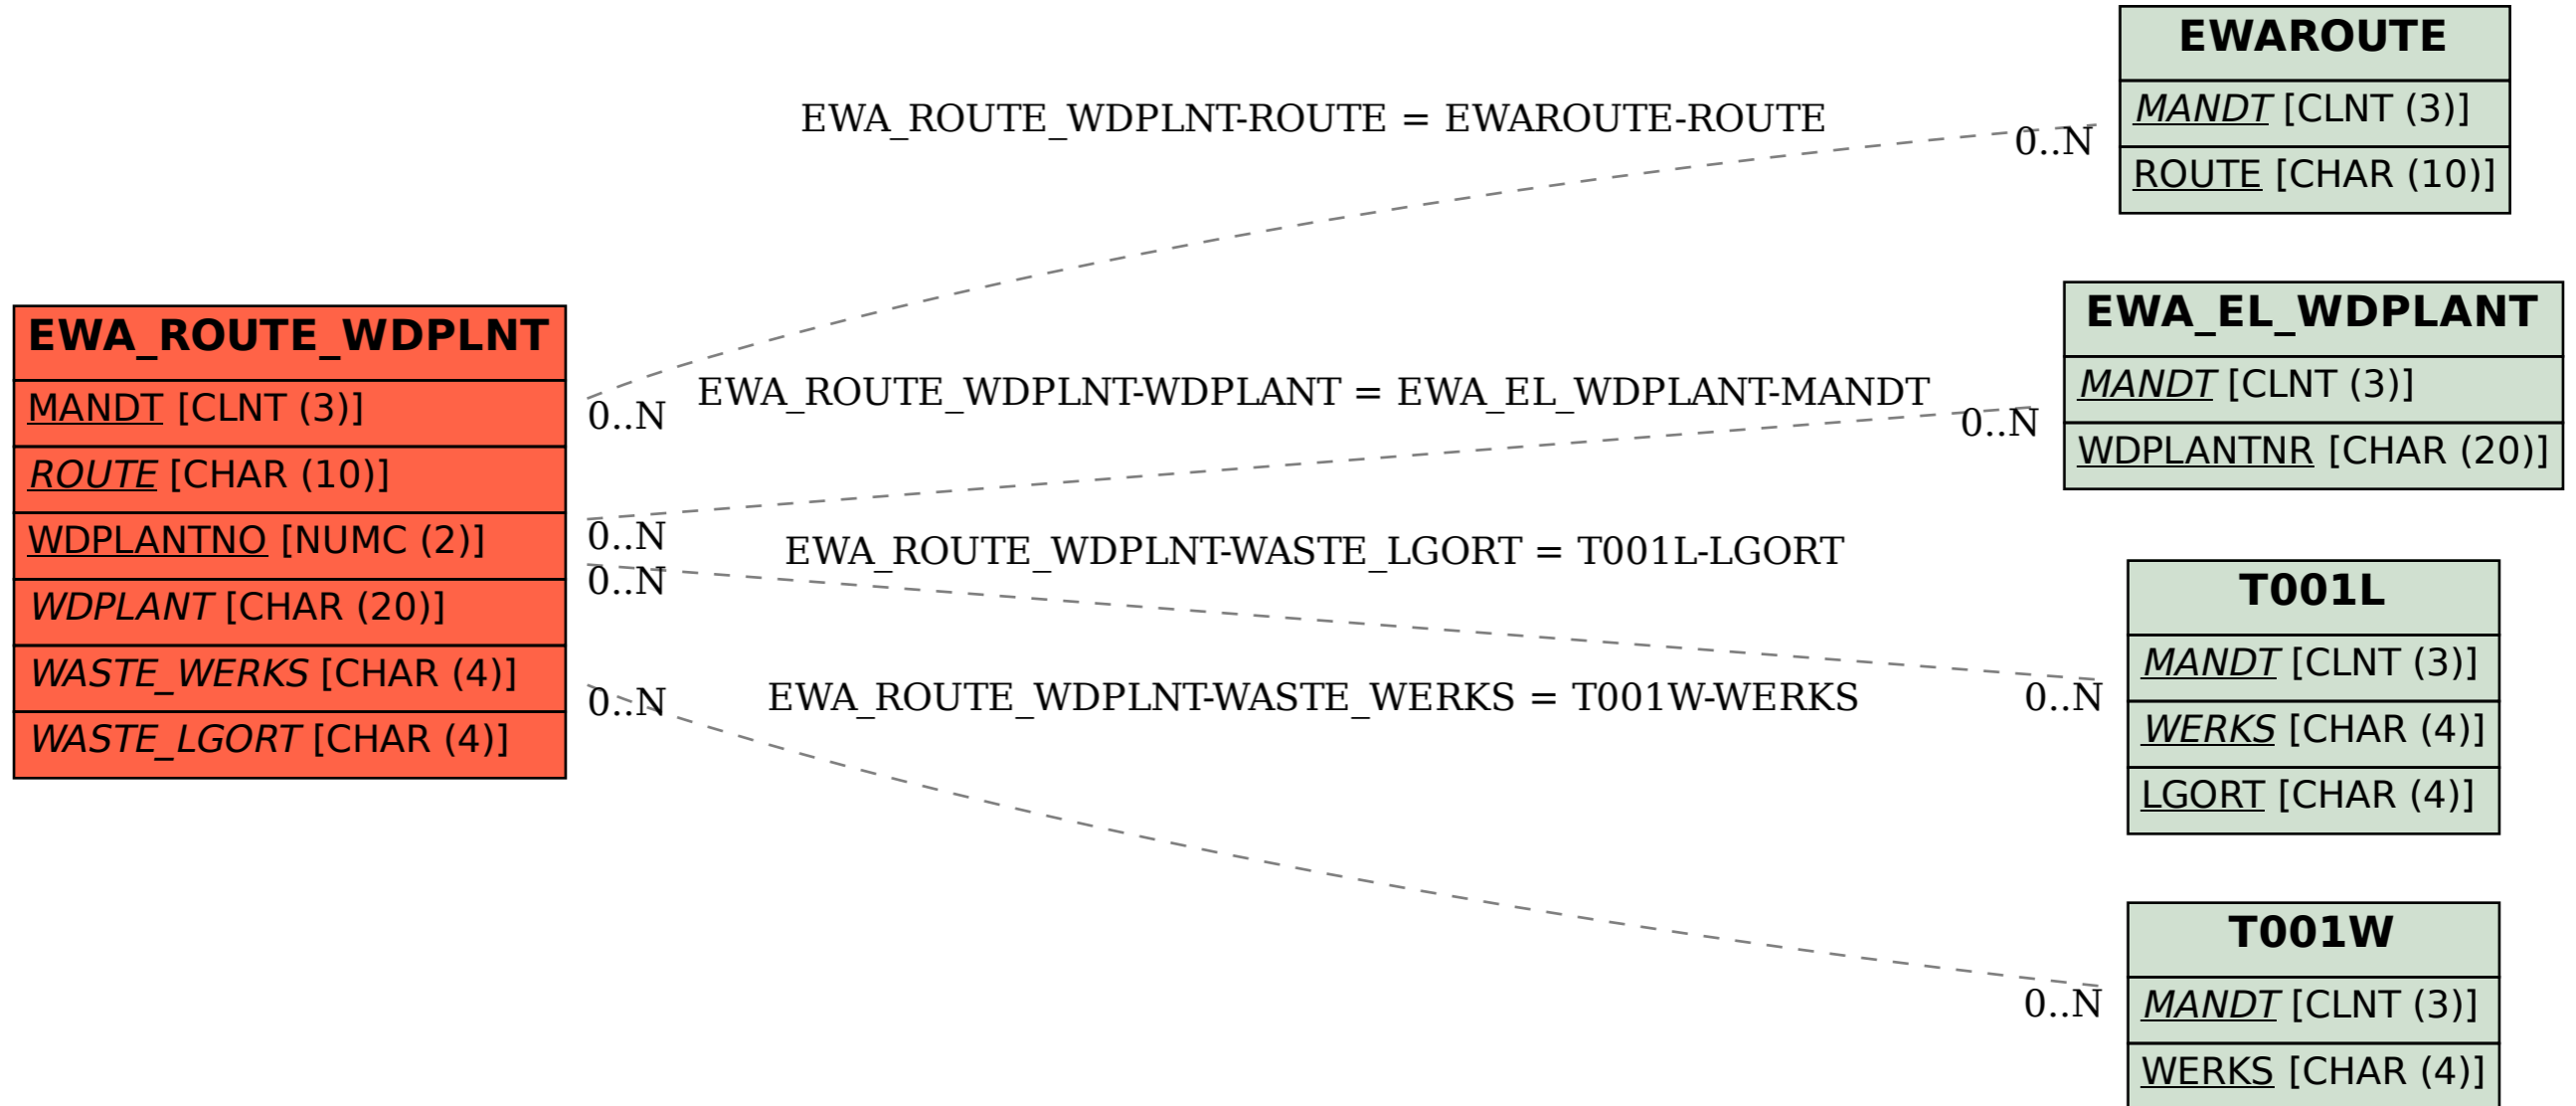 EWA_ROUTE_WDPLNT
MANDT [CLNT (3)]
ROUTE [CHAR (10)]
WDPLANTNO [NUMC (2)]
WDPLANT [CHAR (20)]
WASTE_WERKS [CHAR (4)]
WASTE_LGORT [CHAR (4)]
EWA_ROUTE_WDPLNT-ROUTE = EWAROUTE-ROUTE
0..N
0..N
EWA_ROUTE_WDPLNT-WDPLANT = EWA_EL_WDPLANT-MANDT
0..N
0..N
EWA_ROUTE_WDPLNT-WASTE_LGORT = T001L-LGORT
0..N
0..N
EWA_ROUTE_WDPLNT-WASTE_WERKS = T001W-WERKS
0..N
0..N
EWAROUTE
MANDT [CLNT (3)]
ROUTE [CHAR (10)]
EWA_EL_WDPLANT
MANDT [CLNT (3)]
WDPLANTNR [CHAR (20)]
T001L
MANDT [CLNT (3)]
WERKS [CHAR (4)]
LGORT [CHAR (4)]
T001W
MANDT [CLNT (3)]
WERKS [CHAR (4)]